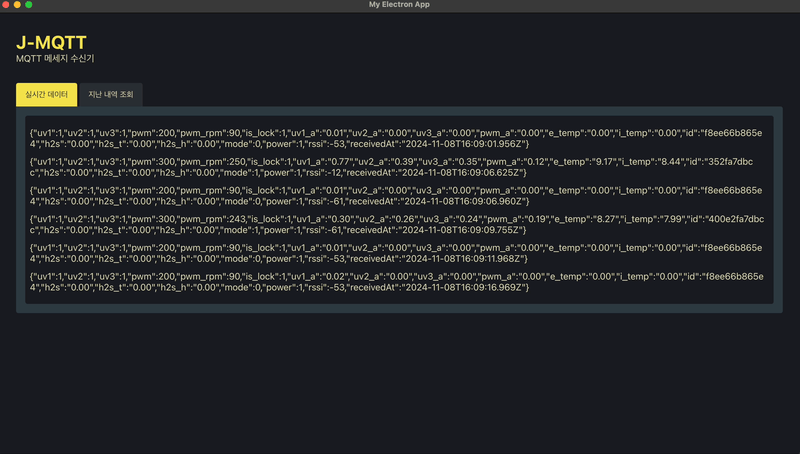 My Electron App
J-MQTT
MQTT 메세지 수신기
실시간 데이터
지난 내역 조회
{"uv1":1,"uv2":1,"uv3":1,"pwm":200,"pwm_rpm":90,"is_lock":1,"uv1_a":"0.01","uv2_a":"0.00","uv3_a":"0.00","pwm_a":"0.00","e_temp":"0.00","i_temp":"0.00","id":"f8ee66b865e
4","h2s":"0.00","h2s_t":"0.00","h2s_h":"0.00","mode":0,"power":1,"rssi":-53,"receivedAt":"2024-11-08T16:09:01.956Z"}
{"uv1":1,"uv2":1,"uv3":1,"pwm":300,"pwm_rpm":250,"is_lock":1,"uv1_a":"0.77","uv2_a":"0.39","uv3_a":"0.35","pwm_a":"0.12","e_temp":"9.17","i_temp":"8.44","id":"352fa7dbc
c","h2s":"0.00","h2s_t":"0.00","h2s_h":"0.00","mode":1,"power":1,"rssi":-12,"receivedAt":"2024-11-08T16:09:06.625Z"}
{"uv1":1,"uv2":1,"uv3":1,"pwm":200,"pwm_rpm":90,"is_lock":1,"uv1_a":"0.01","uv2_a":"0.00","uv3_a":"0.00","pwm_a":"0.00","e_temp":"0.00","i_temp":"0.00","id":"f8ee66b865e
4","h2s":"0.00","h2s_t":"0.00","h2s_h":"0.00","mode":0,"power":1,"rssi":-61,"receivedAt":"2024-11-08T16:09:06.960Z"}
{"uv1":1,"uv2":1,"uv3":1,"pwm":300,"pwm_rpm":243,"is_lock":1,"uv1_a":"0.30","uv2_a":"0.26","uv3_a":"0.24","pwm_a":"0.19","e_temp":"8.27","i_temp":"7.99","id":"400e2fa7dbc
c","h2s":"0.00","h2s_t":"0.00","h2s_h":"0.00","mode":1,"power":1,"rssi":-61,"receivedAt":"2024-11-08T16:09:09.755Z"}
{"uv1":1,"uv2":1,"uv3":1,"pwm":200,"pwm_rpm":90,"is_lock":1,"uv1_a":"0.01","uv2_a":"0.00","uv3_a":"0.00","pwm_a":"0.00","e_temp":"0.00","i_temp":"0.00","id":"f8ee66b865e
4","h2s":"0.00","h2s_t":"0.00","h2s_h":"0.00","mode":0,"power":1,"rssi":-53,"receivedAt":"2024-11-08T16:09:11.968Z"}
{"uv1":1,"uv2":1,"uv3":1,"pwm":200,"pwm_rpm":90,"is_lock":1,"uv1_a":"0.02","uv2_a":"0.00","uv3_a":"0.00","pwm_a":"0.00","e_temp":"0.00","i_temp":"0.00","id":"f8ee66b865e
4","h2s":"0.00","h2s_t":"0.00","h2s_h":"0.00","mode":0,"power":1,"rssi":-53,"receivedAt":"2024-11-08T16:09:16.969Z"}